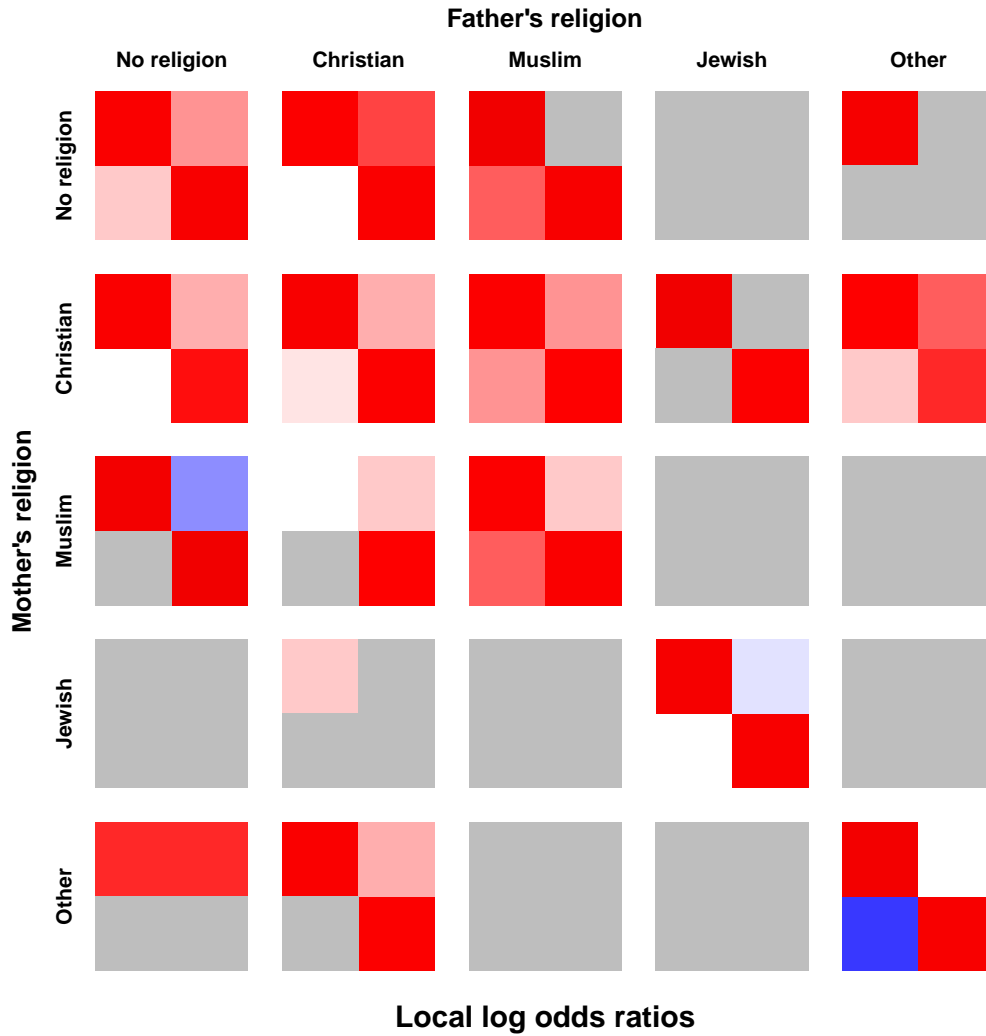 Father's religion
No religion Christian Muslim Jewish Other
Mother's religion
No religion
Christian
Muslim
Jewish
Other
Local log odds ratios